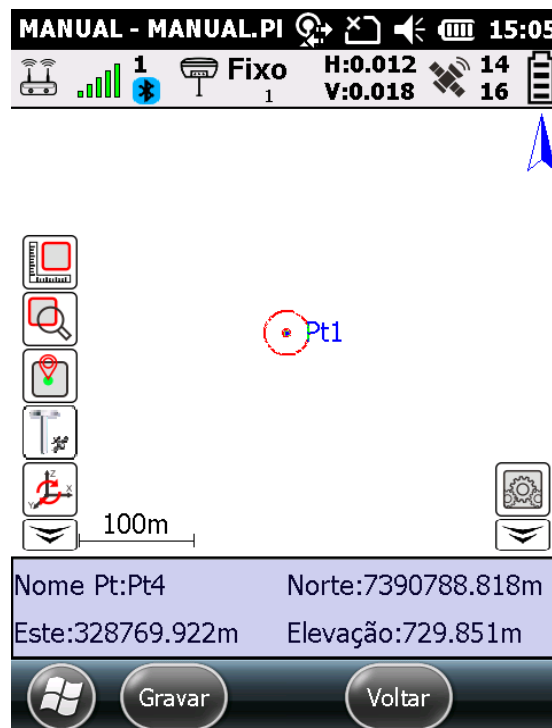 MANUAL - MANUAL.PI 15:05
1 Fixo H:0.012 14
1 V:0.018 16
Pt1
100m
Nome Pt:Pt4 Norte:7390788.818m
Este:328769.922m Elevação:729.851m
Gravar Voltar